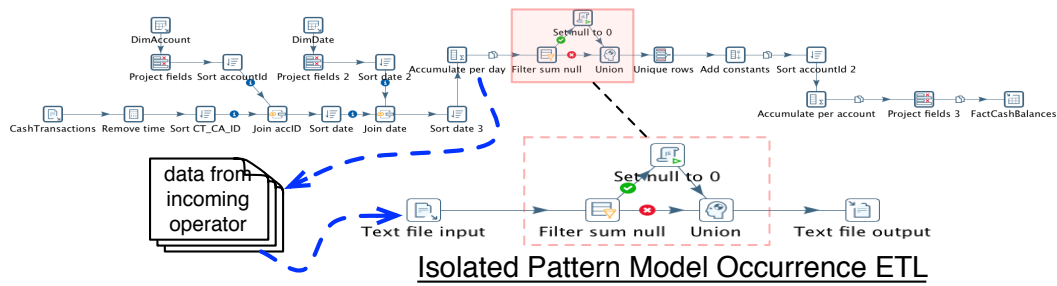 DimAccount
DimDate
Set null to 0
Project fields
Sort accountId
Project fields 2
Sort date 2
Accumulate per day
Filter sum null
Union
Unique rows
Add constants
Sort accountId 2
CashTransactions
Remove time
Sort CT_CA_ID
Join accID
Sort date
Join date
Sort date 3
Accumulate per account
Project fields 3
FactCashBalances
data from
incoming
operator
Set null to 0
Text file input
Filter sum null
Union
Text file output
Isolated Pattern Model Occurrence ETL